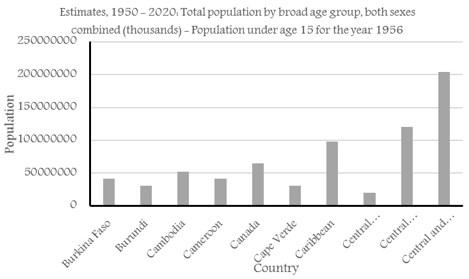 Estimates, 1950 - 2020: Total population by broad age group, both sexes
combined (thousands) - Population under age 15 for the year 1956
250000000
200000000
150000000
100000000
50000000
0
Population
Burkina Faso
Burundi
Cambodia
Cameroon
Canada
Cape Verde
Caribbean
Central...
Central...
Central and...
Country